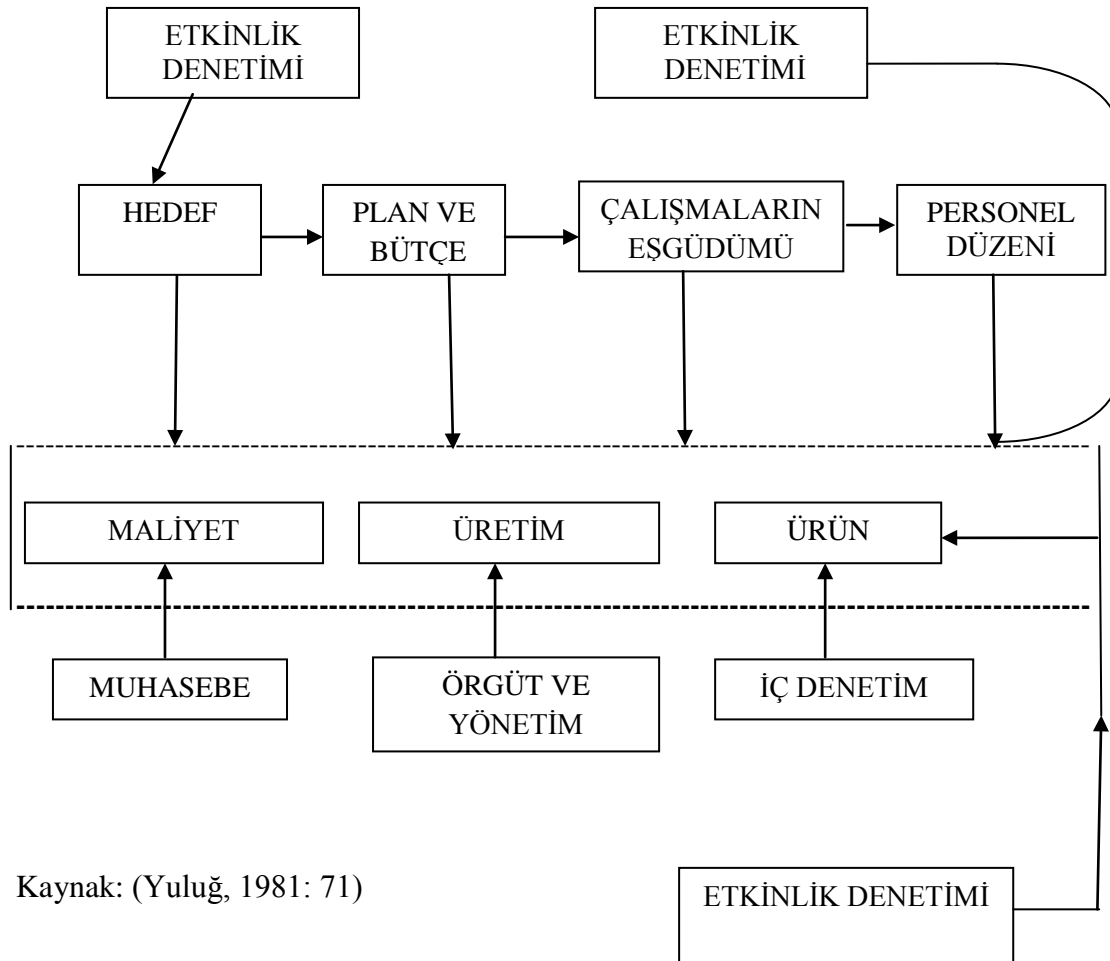 ETKİNLİK
DENETİMİ
ETKİNLİK
DENETİMİ
HEDEF
PLAN VE
BÜTÇE
ÇALIŞMALARIN
EŞGÜDÜMÜ
PERSONEL
DÜZENİ
MALİYET
ÜRETİM
ÜRÜN
MUHASEBE
ÖRGÜT VE
YÖNETİM
İÇ DENETİM
Kaynak: (Yuluğ, 1981: 71)
ETKİNLİK DENETİMİ